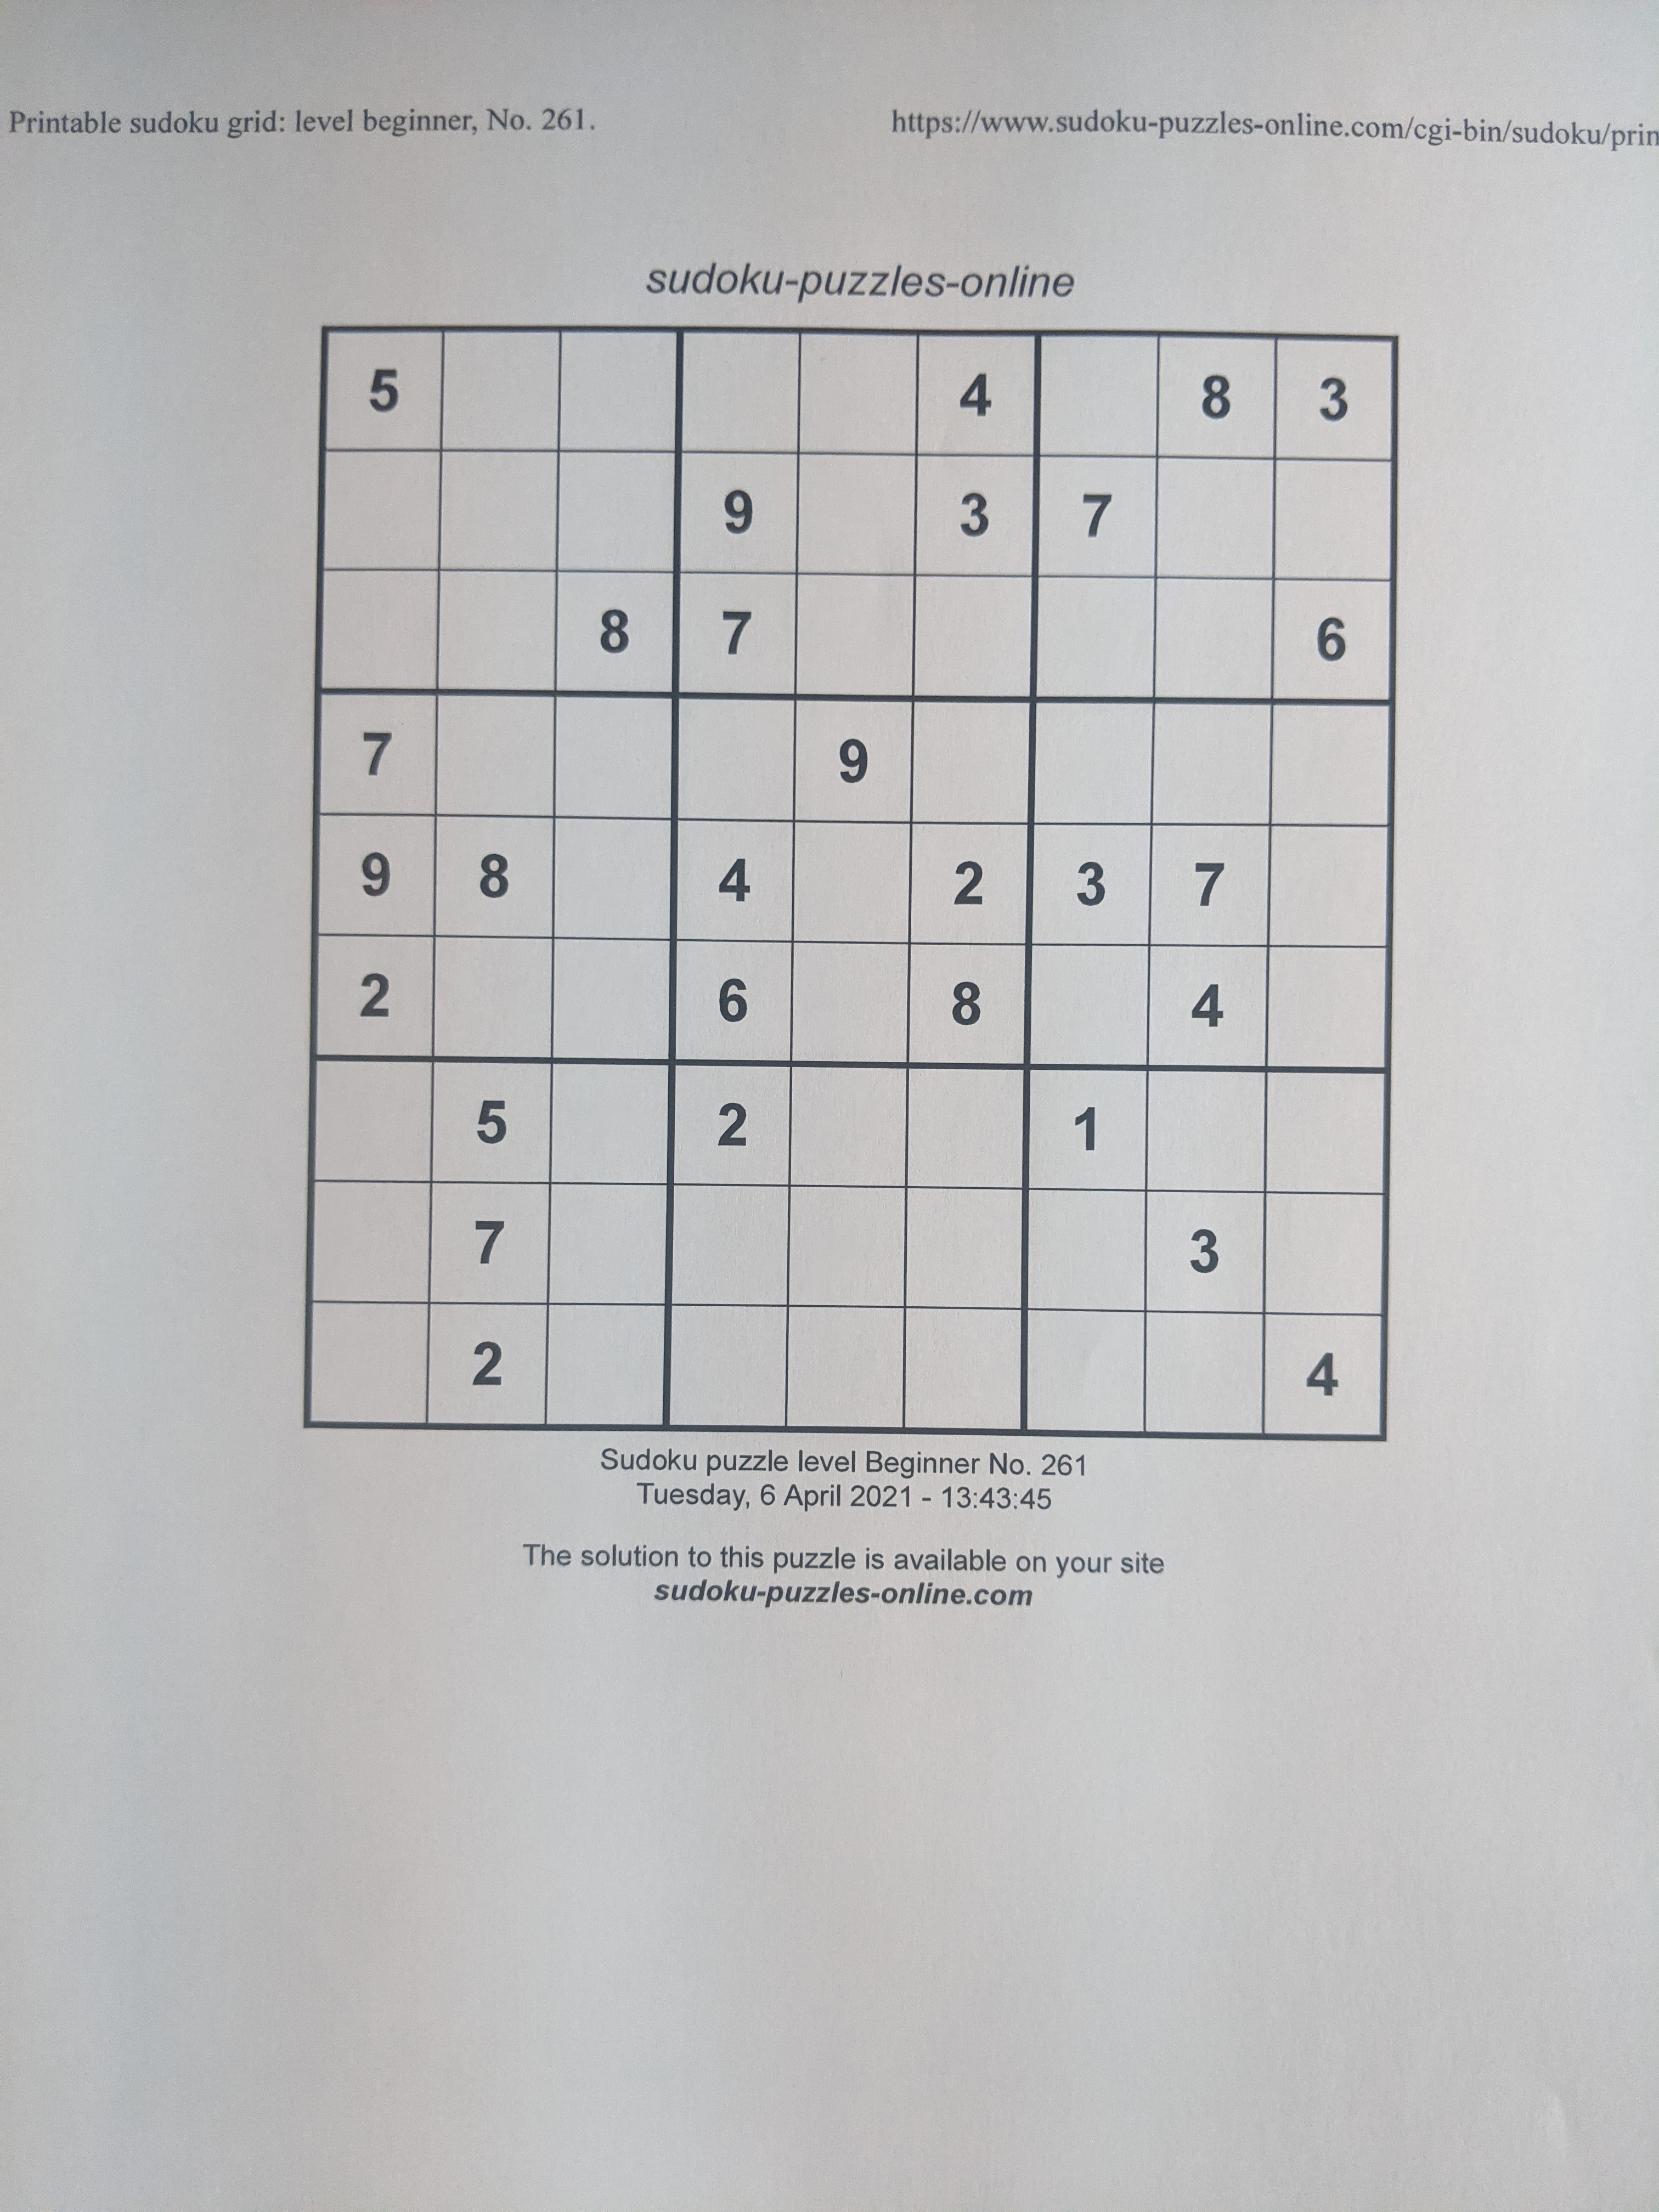 Printable sudoku grid: level beginner, No. 261. https://www.sudoku-puzzles-online.com/cgi-bin/sudoku/prin
sudoku-puzzles-online
5 4 8 3
9 3 7
8 7 6
7 9
9 8 4 2 3 7
2 6 8 4
5 2 1
7 3
2 4
Sudoku puzzle level Beginner No. 261
Tuesday, 6 April 2021 - 13:43:45
The solution to this puzzle is available on your site
sudoku-puzzles-online.com